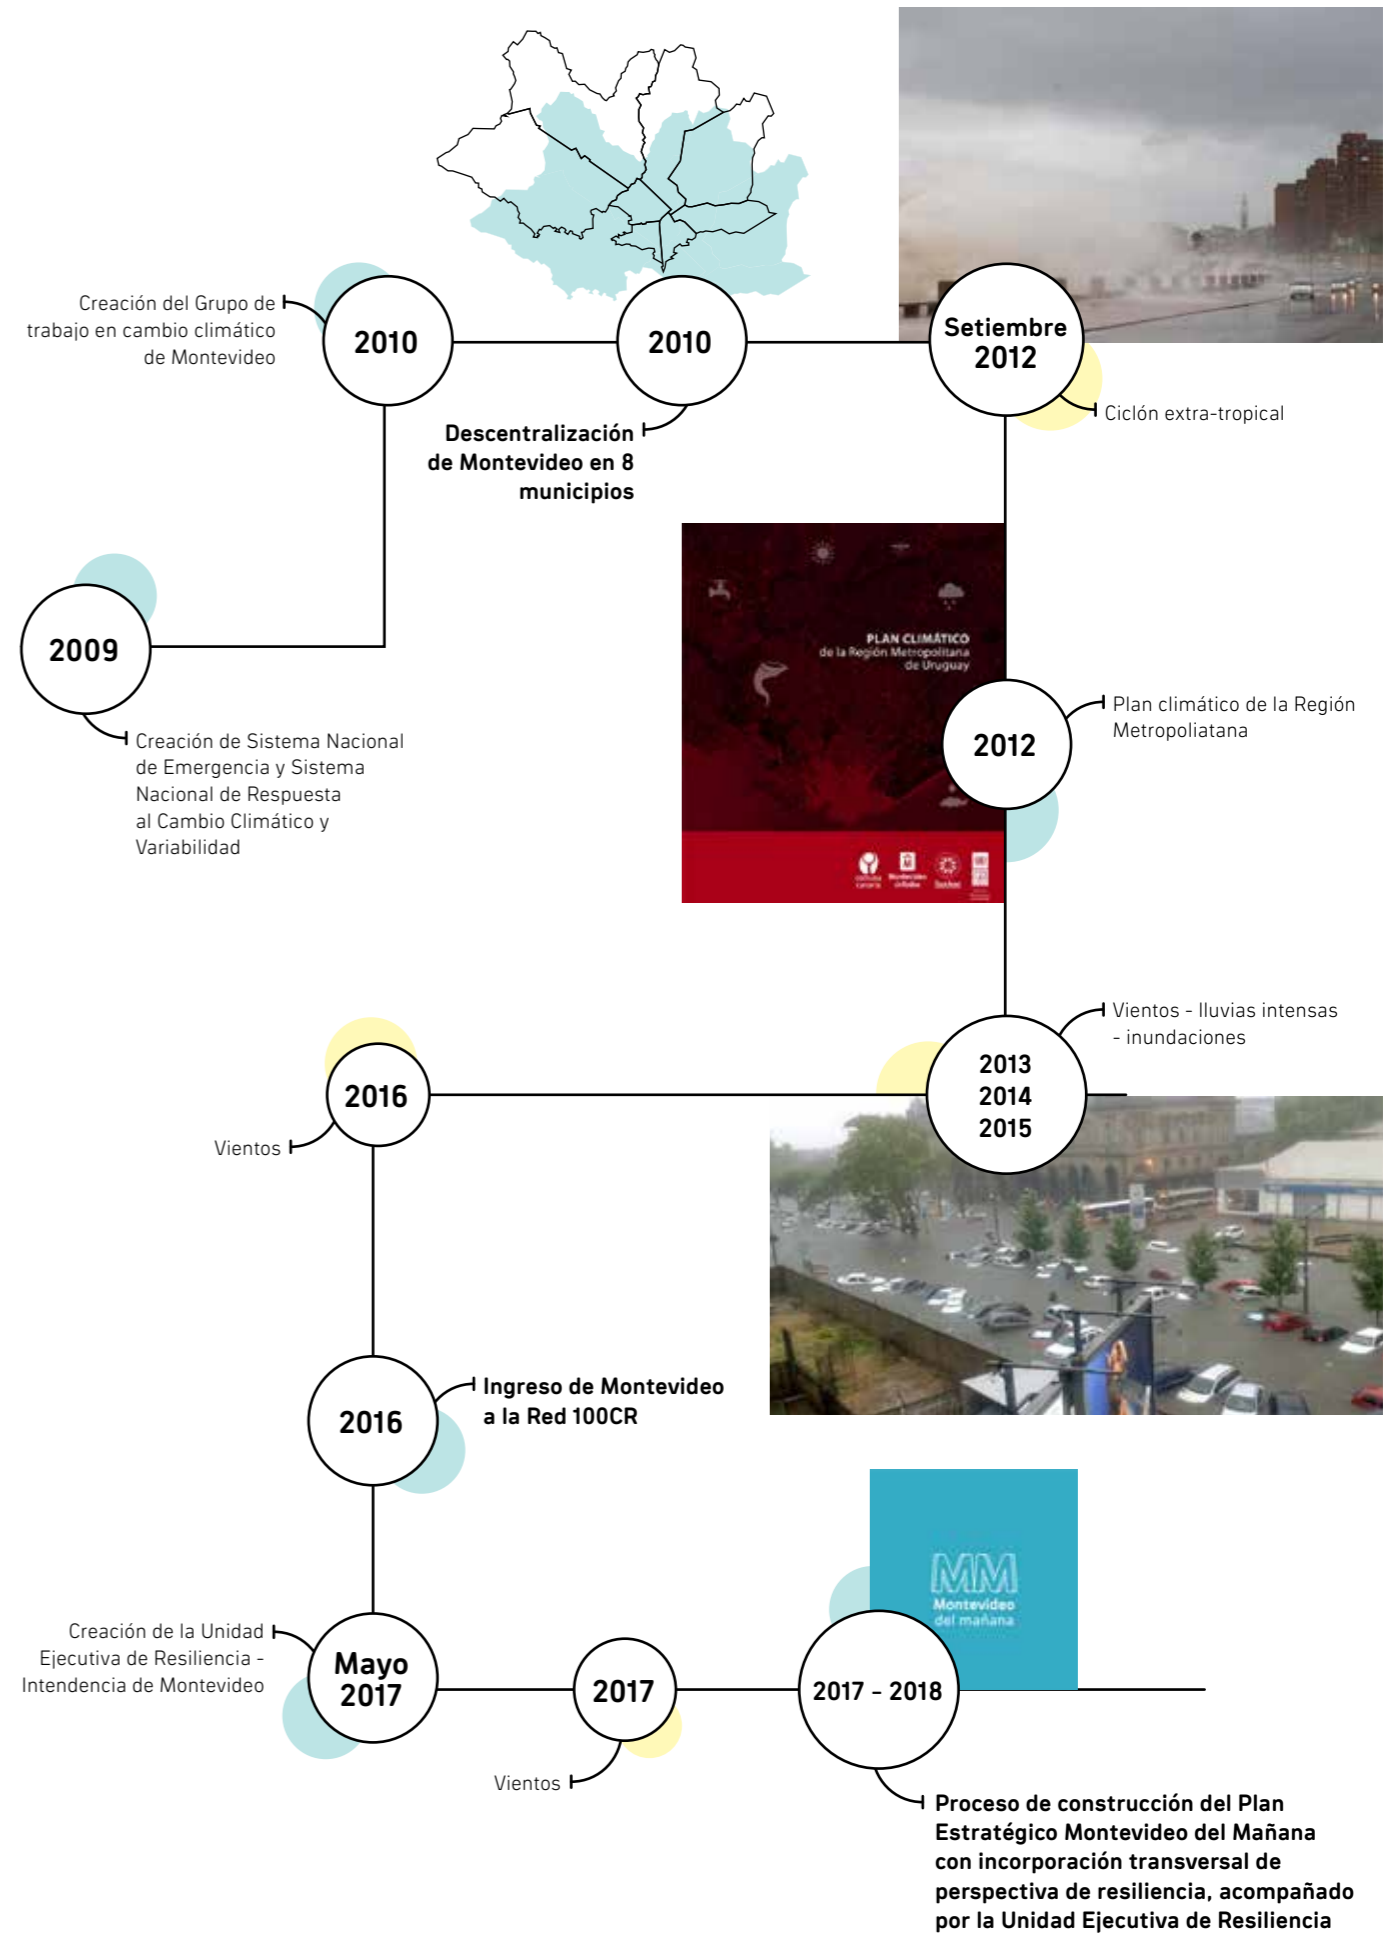 Creación del Grupo de
trabajo en cambio climático
de Montevideo
2010
2010
Descentralización
de Montevideo en 8
municipios
Setiembre
2012
Ciclón extra-tropical
2009
Creación de Sistema Nacional
de Emergencia y Sistema
Nacional de Respuesta
al Cambio Climático y
Variabilidad
PLAN CLIMÁTICO
de la Región Metropolitana
de Uruguay
2012
Plan climático de la Región
Metropoliatana
Vientos - lluvias intensas
- inundaciones
2013
2014
2015
2016
Vientos
2016
Ingreso de Montevideo
a la Red 100CR
MM
Montevideo
del mañana
Creación de la Unidad
Ejecutiva de Resiliencia -
Intendencia de Montevideo
Mayo
2017
2017
Vientos
2017 - 2018
Proceso de construcción del Plan
Estratégico Montevideo del Mañana
con incorporación transversal de
perspectiva de resiliencia, acompañado
por la Unidad Ejecutiva de Resiliencia